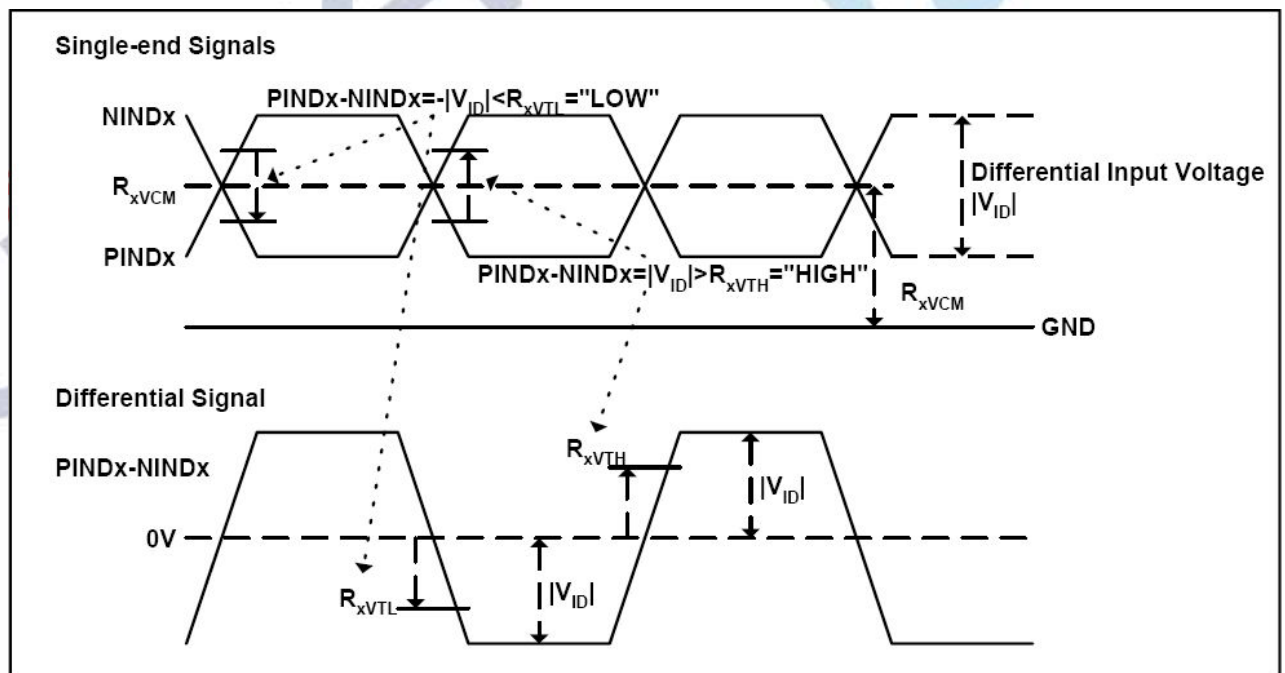 Single-end Signals
PINDx-NINDx=-|VID|<RxVTL="LOW"
NINDx
RxVCM
Differential Input Voltage
|VID|
PINDx
PINDx-NINDx=|VID|>RxVTH="HIGH"
RxVCM
GND
Differential Signal
RxVTH
PINDx-NINDx
|VID|
0V
RxVTL
|VID|